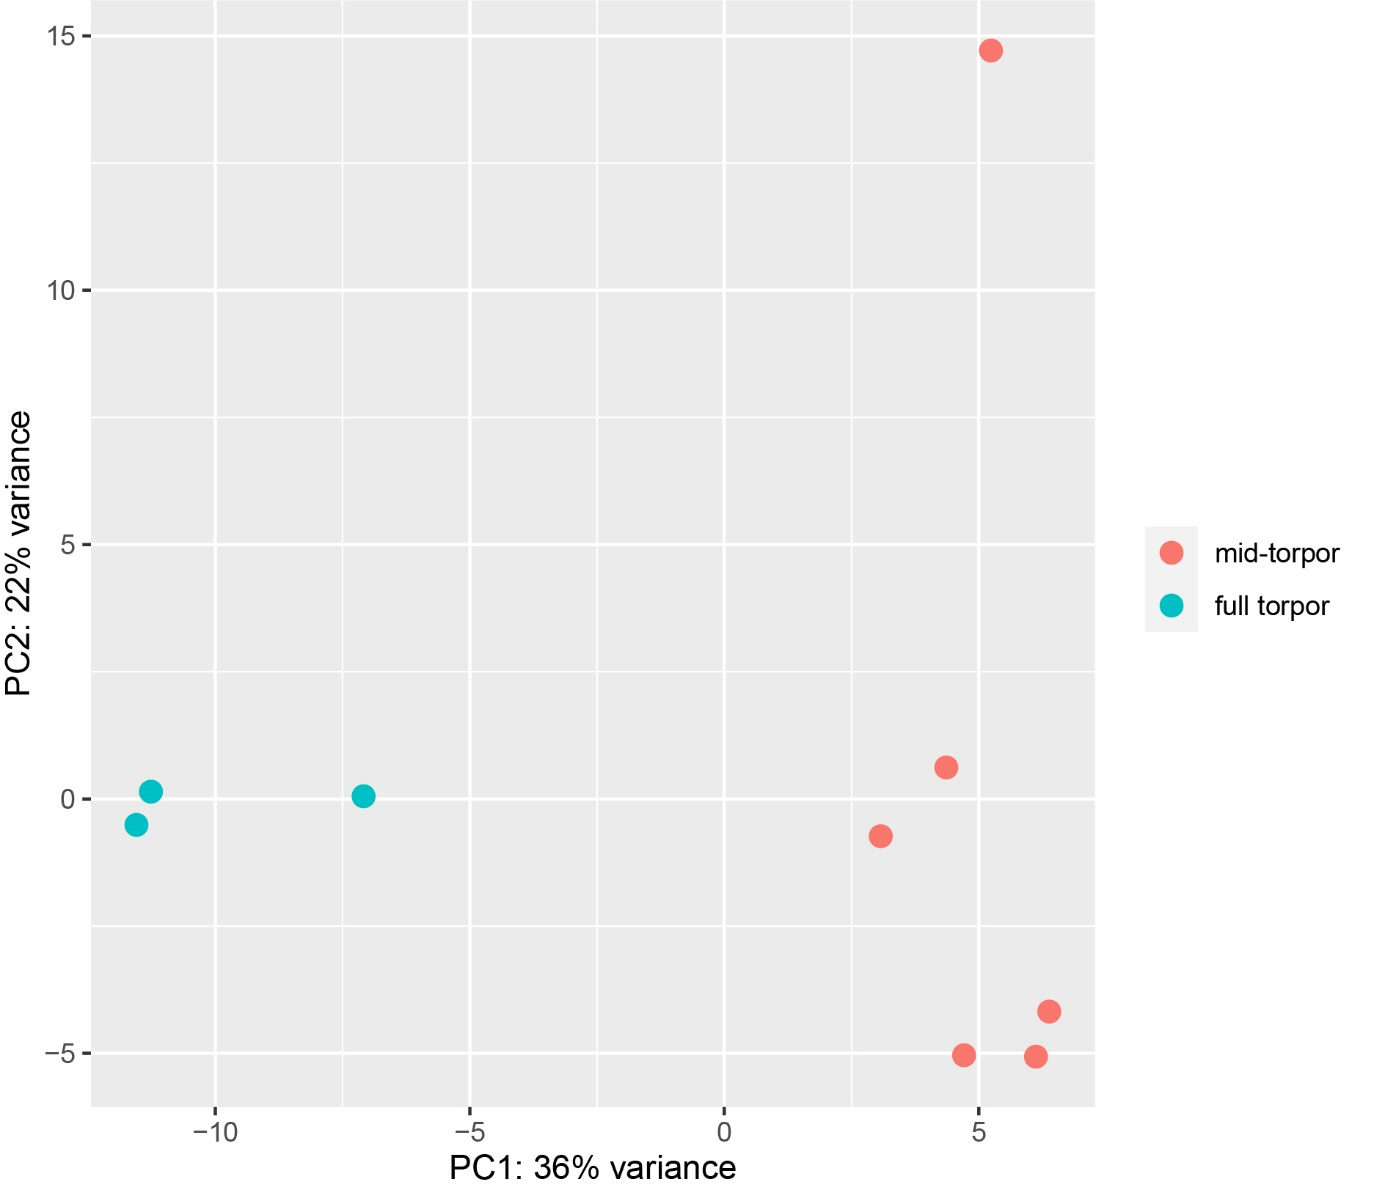 15
10
5
0
−5
−10
−5
0
5
PC1: 36% variance
PC2: 22% variance
mid-torpor
full torpor